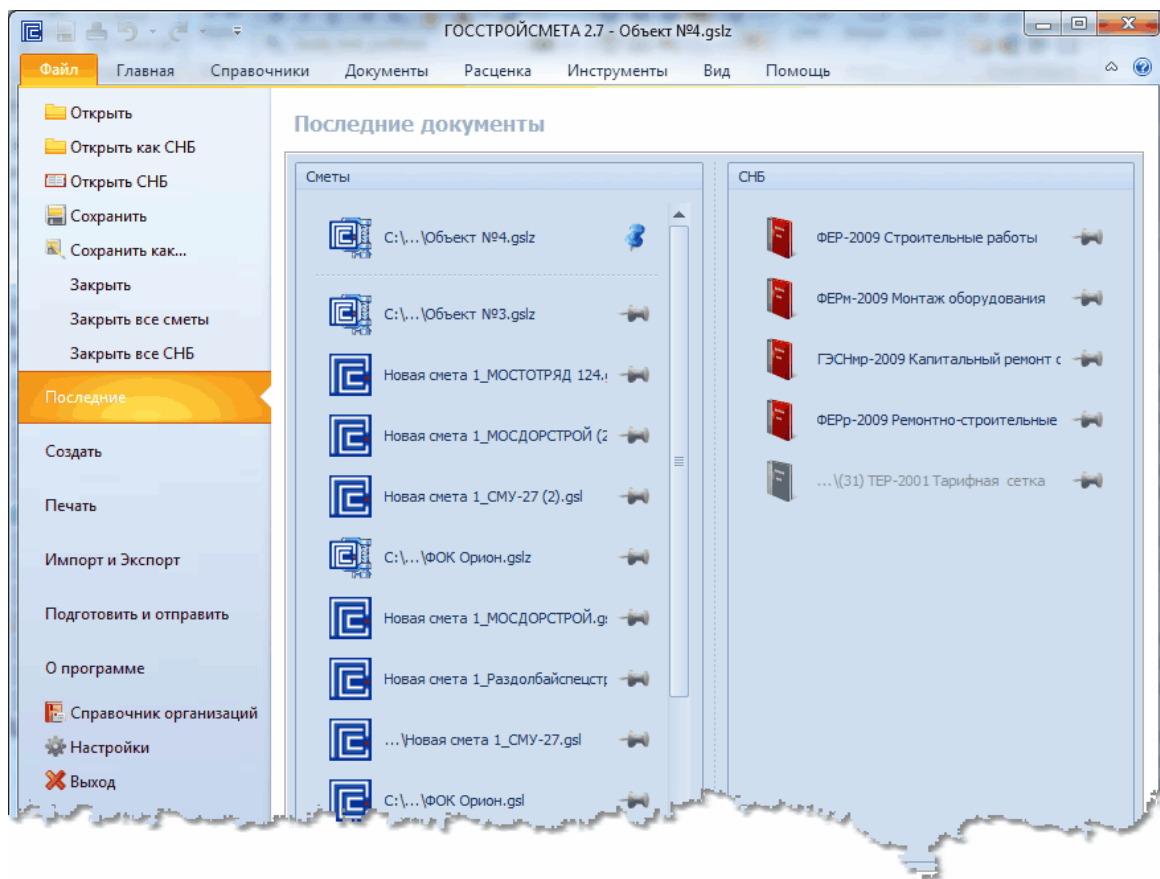 ГОССТРОЙСМЕТА 2.7 - Объект №4.gslz
Файл Главная Справочники Документы Расценка Инструменты Вид Помощь
Открыть
Открыть как СНБ
Открыть СНБ
Сохранить
Сохранить как...
Закрыть
Закрыть все сметы
Закрыть все СНБ
Последние
Создать
Печать
Импорт и Экспорт
Подготовить и отправить
О программе
Справочник организаций
Настройки
Выход
Последние документы
Сметы
C:\...\Объект №4.gslz
C:\...\Объект №3.gslz
Новая смета 1_МОСТОТРЯД 124.g
Новая смета 1_МОСДОРСТРОЙ (2
Новая смета 1_СМУ-27 (2).gsl
C:\...\ФОК Орион.gslz
Новая смета 1_МОСДОРСТРОЙ.gs
Новая смета 1_Раздолбайспецстр
...\Новая смета 1_СМУ-27.gsl
C:\...\ФОК Орион.gsl
СНБ
ФЕР-2009 Строительные работы
ФЕРм-2009 Монтаж оборудования
ГЭСНмр-2009 Капитальный ремонт о
ФЕРр-2009 Ремонтно-строительные
...\(31) ТЕР-2001 Тарифная сетка